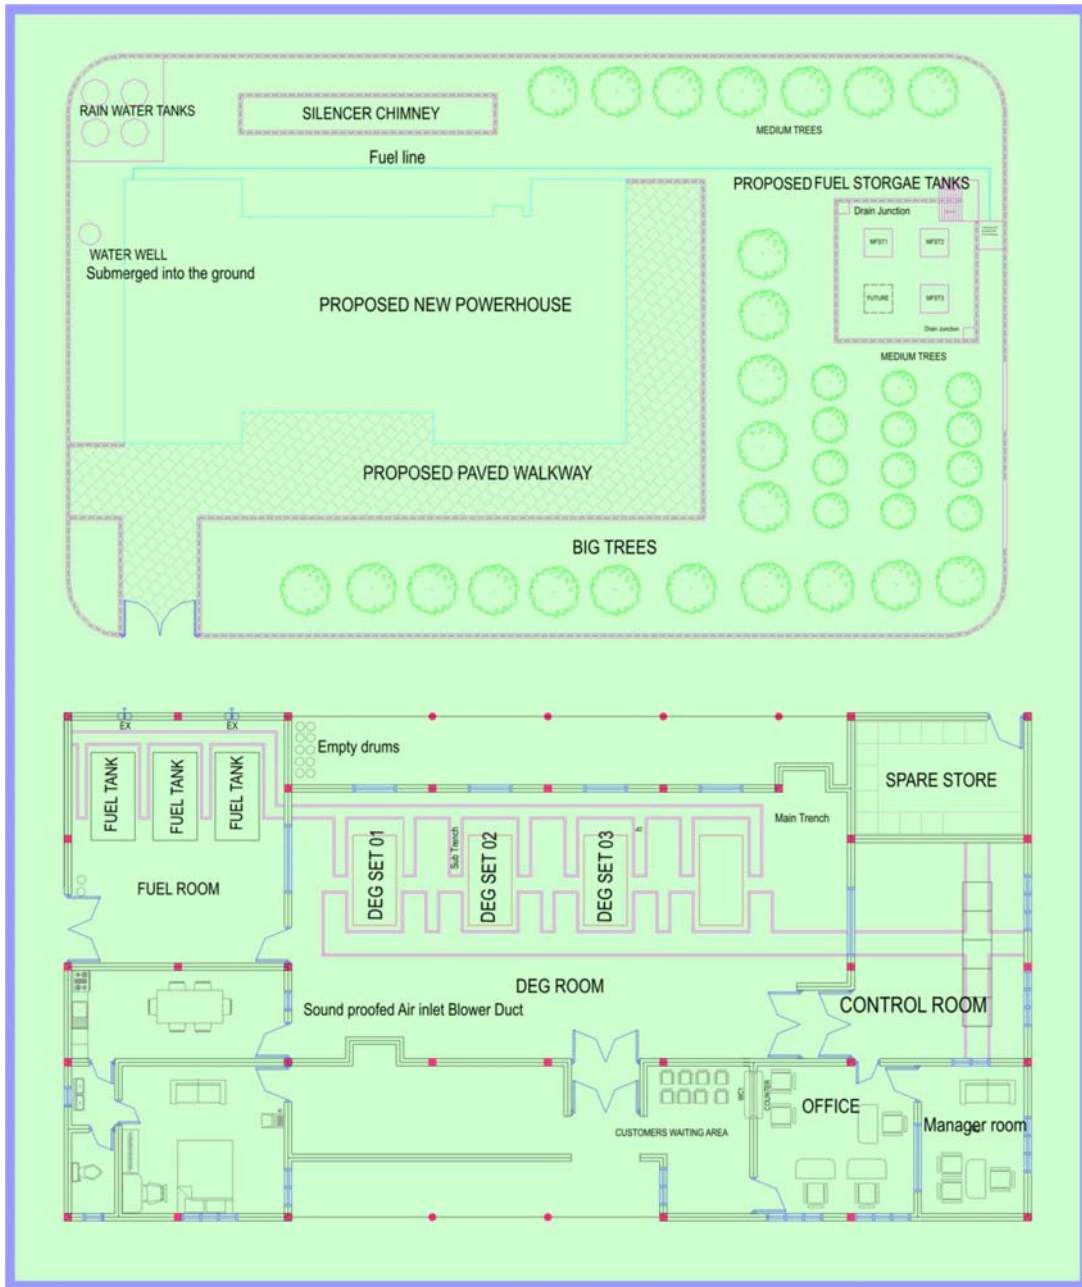 RAIN WATER TANKS
SILENCER CHIMNEY
MEDIUM TREES
Fuel line
PROPOSED FUEL STORGAE TANKS
Drain Junction
MFST1
MFST2
WATER WELL
Submerged into the ground
PROPOSED NEW POWERHOUSE
FUTURE
MFST3
Drain Junction
MEDIUM TREES
PROPOSED PAVED WALKWAY
BIG TREES
EX
EX
Empty drums
FUEL TANK
FUEL TANK
FUEL TANK
SPARE STORE
Main Trench
Sub Trench
h
DEG SET 01
DEG SET 02
DEG SET 03
FUEL ROOM
DEG ROOM
Sound proofed Air inlet Blower Duct
CONTROL ROOM
COUNTER
OFFICE
CUSTOMERS WAITING AREA
Manager room